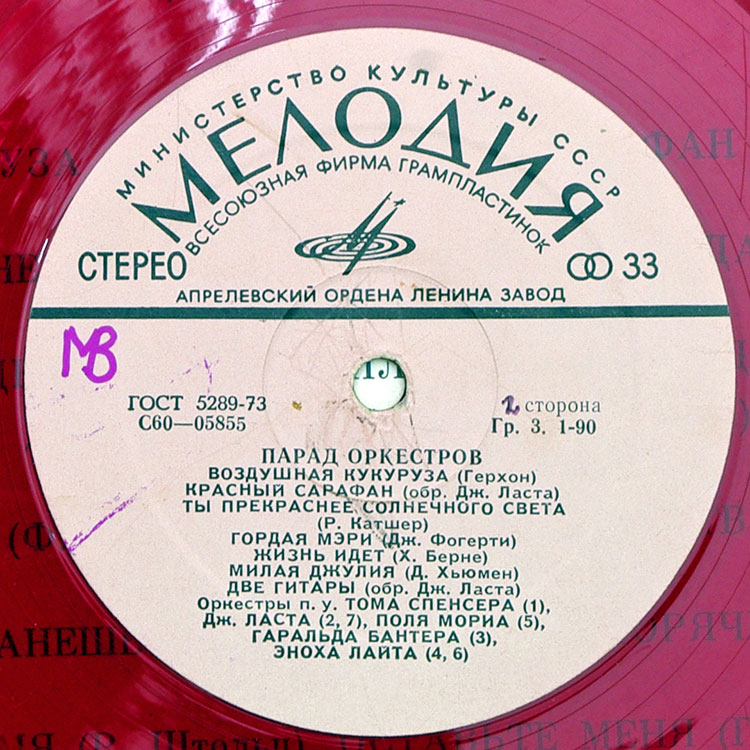 МИНИСТЕРСТВО КУЛЬТУРЫ СССР
МЕЛОДИЯ
ВСЕСОЮЗНАЯ ФИРМА ГРАМПЛАСТИНОК
СТЕРЕО
33
АПРЕЛЕВСКИЙ ОРДЕНА ЛЕНИНА ЗАВОД
МВ
ГОСТ 5289-73
С60—05855
2 сторона
Гр. 3. 1-90
ПАРАД ОРКЕСТРОВ
ВОЗДУШНАЯ КУКУРУЗА (Герхон)
КРАСНЫЙ САРАФАН (обр. Дж. Ласта)
ТЫ ПРЕКРАСНЕЕ СОЛНЕЧНОГО СВЕТА
(Р. Катшер)
ГОРДАЯ МЭРИ (Дж. Фогерти)
ЖИЗНЬ ИДЕТ (Х. Берне)
МИЛАЯ ДЖУЛИЯ (Д. Хьюмен)
ДВЕ ГИТАРЫ (обр. Дж. Ласта)
Оркестры п. у. ТОМА СПЕНСЕРА (1),
Дж. ЛАСТА (2, 7), ПОЛЯ МОРИА (5),
ГАРАЛЬДА БАНТЕРА (3),
ЭНОХА ЛАЙТА (4, 6)